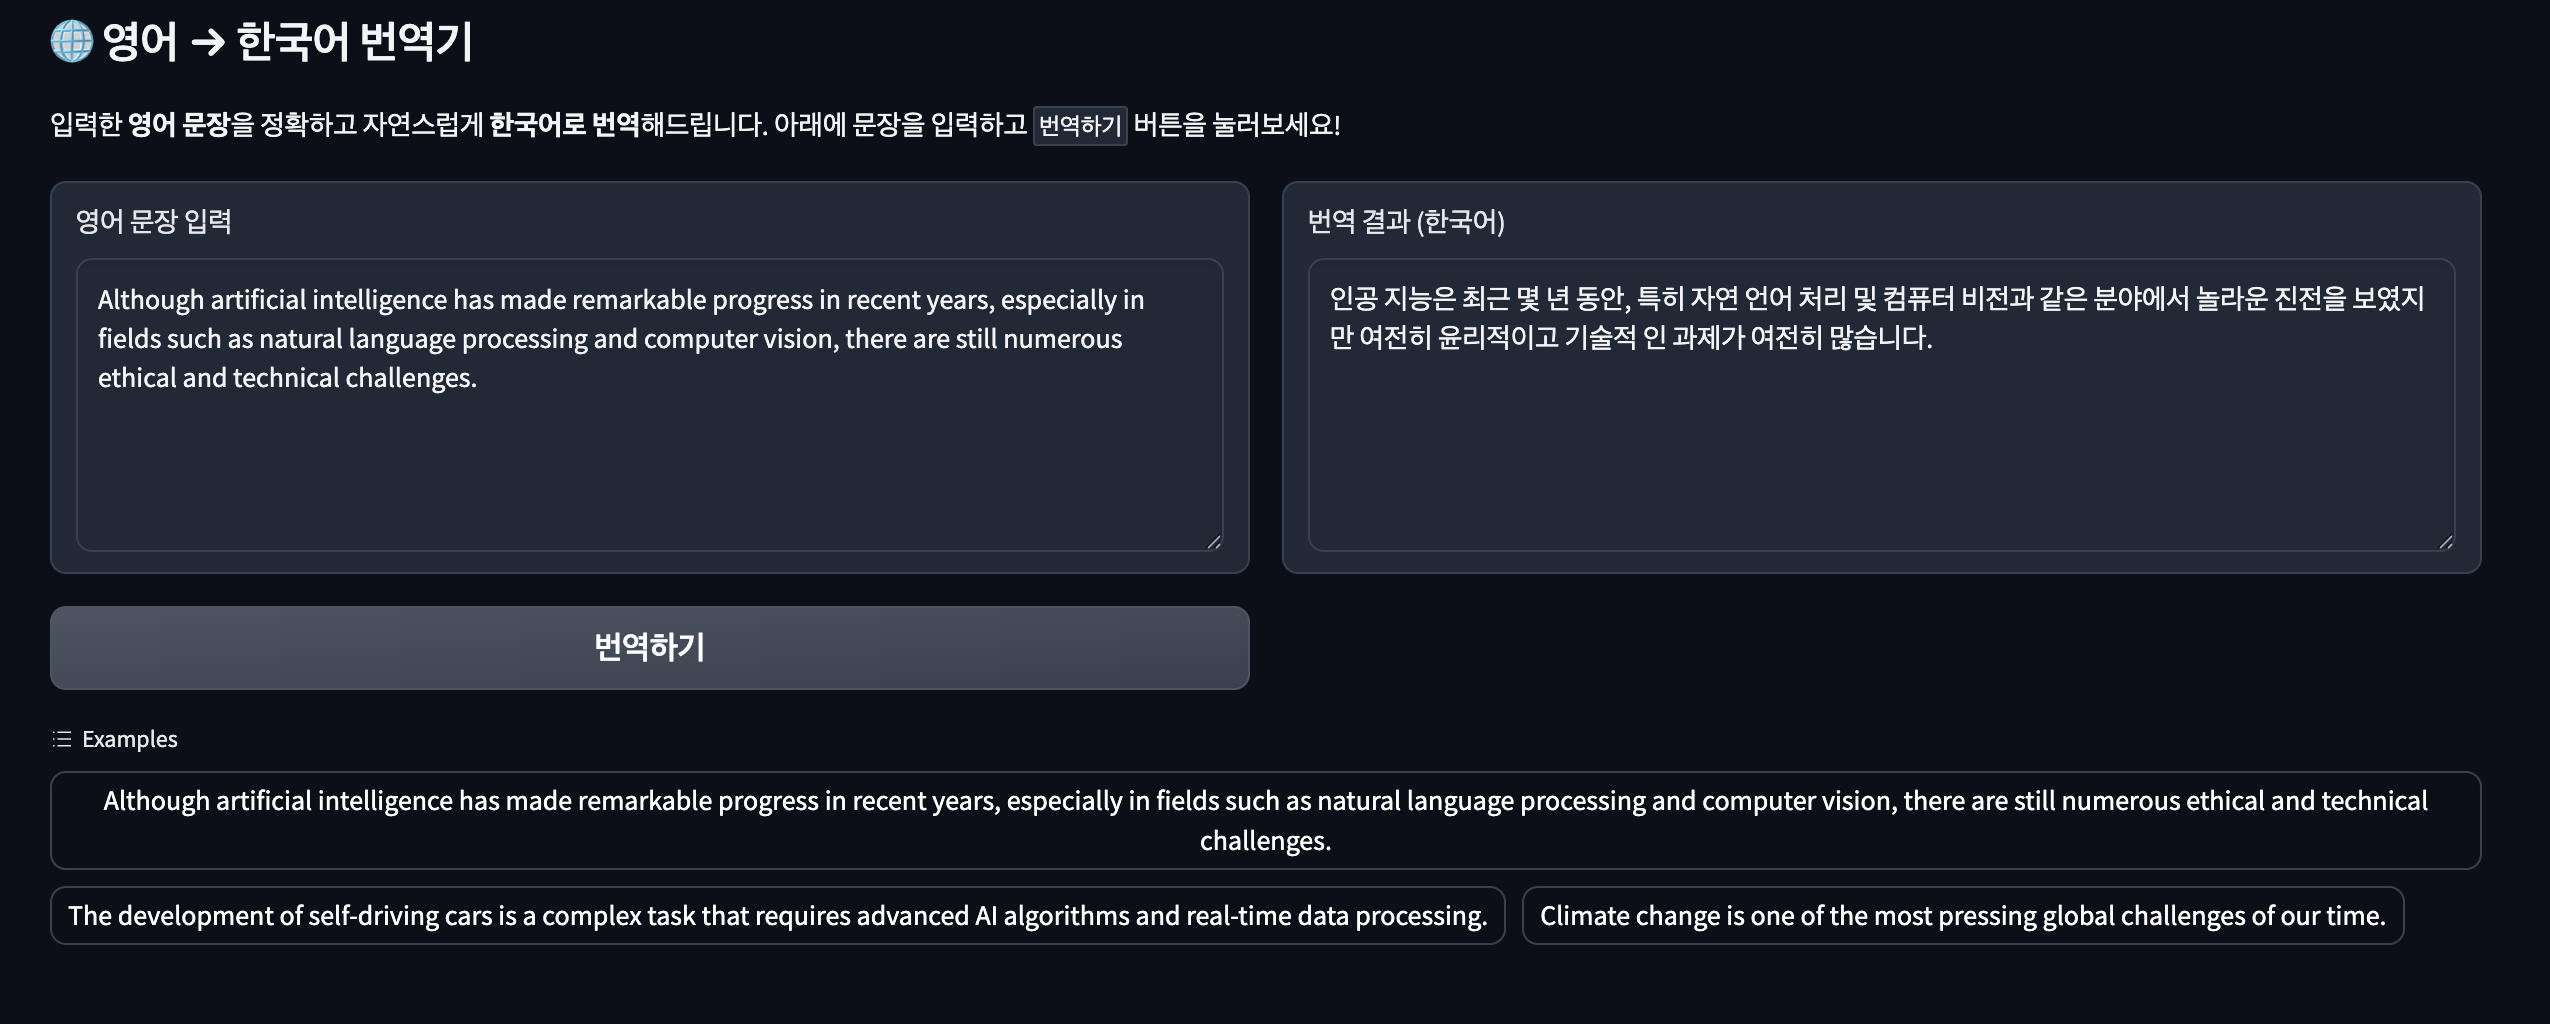 🌐 영어 → 한국어 번역기
입력한 영어 문장을 정확하고 자연스럽게 한국어로 번역해드립니다. 아래에 문장을 입력하고 번역하기 버튼을 눌러보세요!
영어 문장 입력
Although artificial intelligence has made remarkable progress in recent years, especially in
fields such as natural language processing and computer vision, there are still numerous
ethical and technical challenges.
번역 결과 (한국어)
인공 지능은 최근 몇 년 동안, 특히 자연 언어 처리 및 컴퓨터 비전과 같은 분야에서 놀라운 진전을 보였지
만 여전히 윤리적이고 기술적 인 과제가 여전히 많습니다.
번역하기
Examples
Although artificial intelligence has made remarkable progress in recent years, especially in fields such as natural language processing and computer vision, there are still numerous ethical and technical
challenges.
The development of self-driving cars is a complex task that requires advanced AI algorithms and real-time data processing.
Climate change is one of the most pressing global challenges of our time.